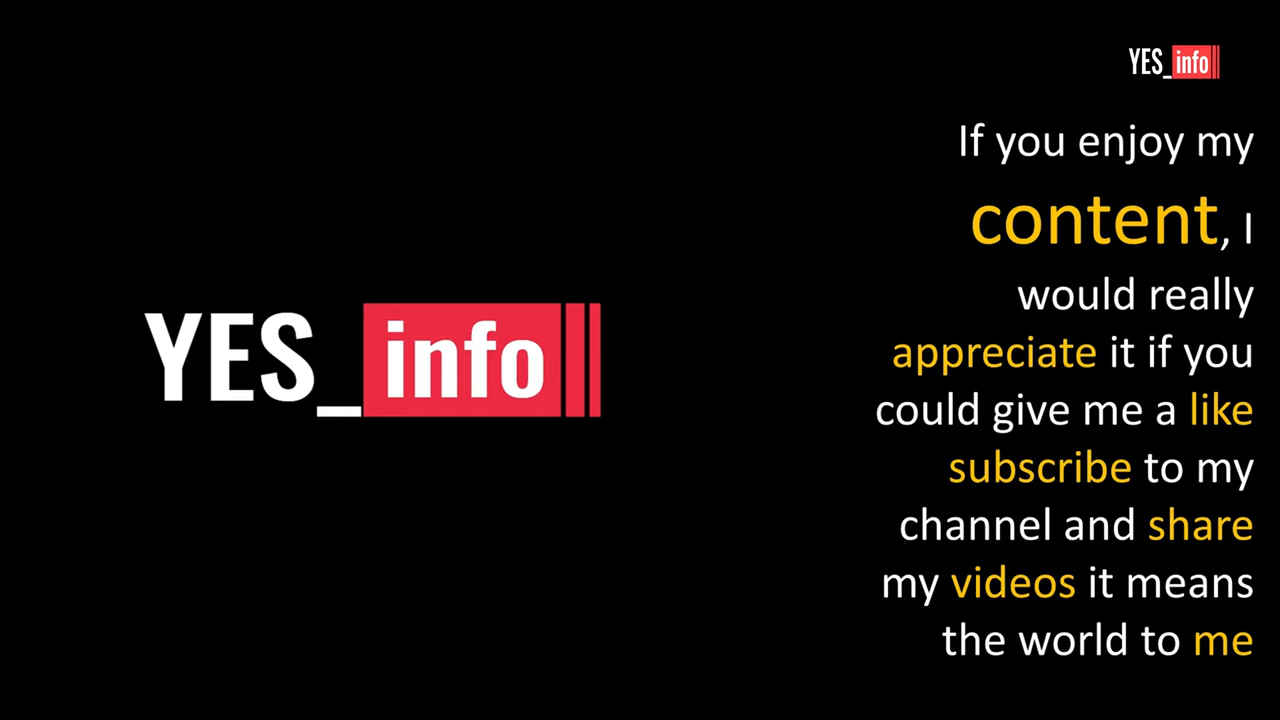 YES_info
If you enjoy my
content, I
would really
appreciate it if you
could give me a like
subscribe to my
channel and share
my videos it means
the world to me
YES_info